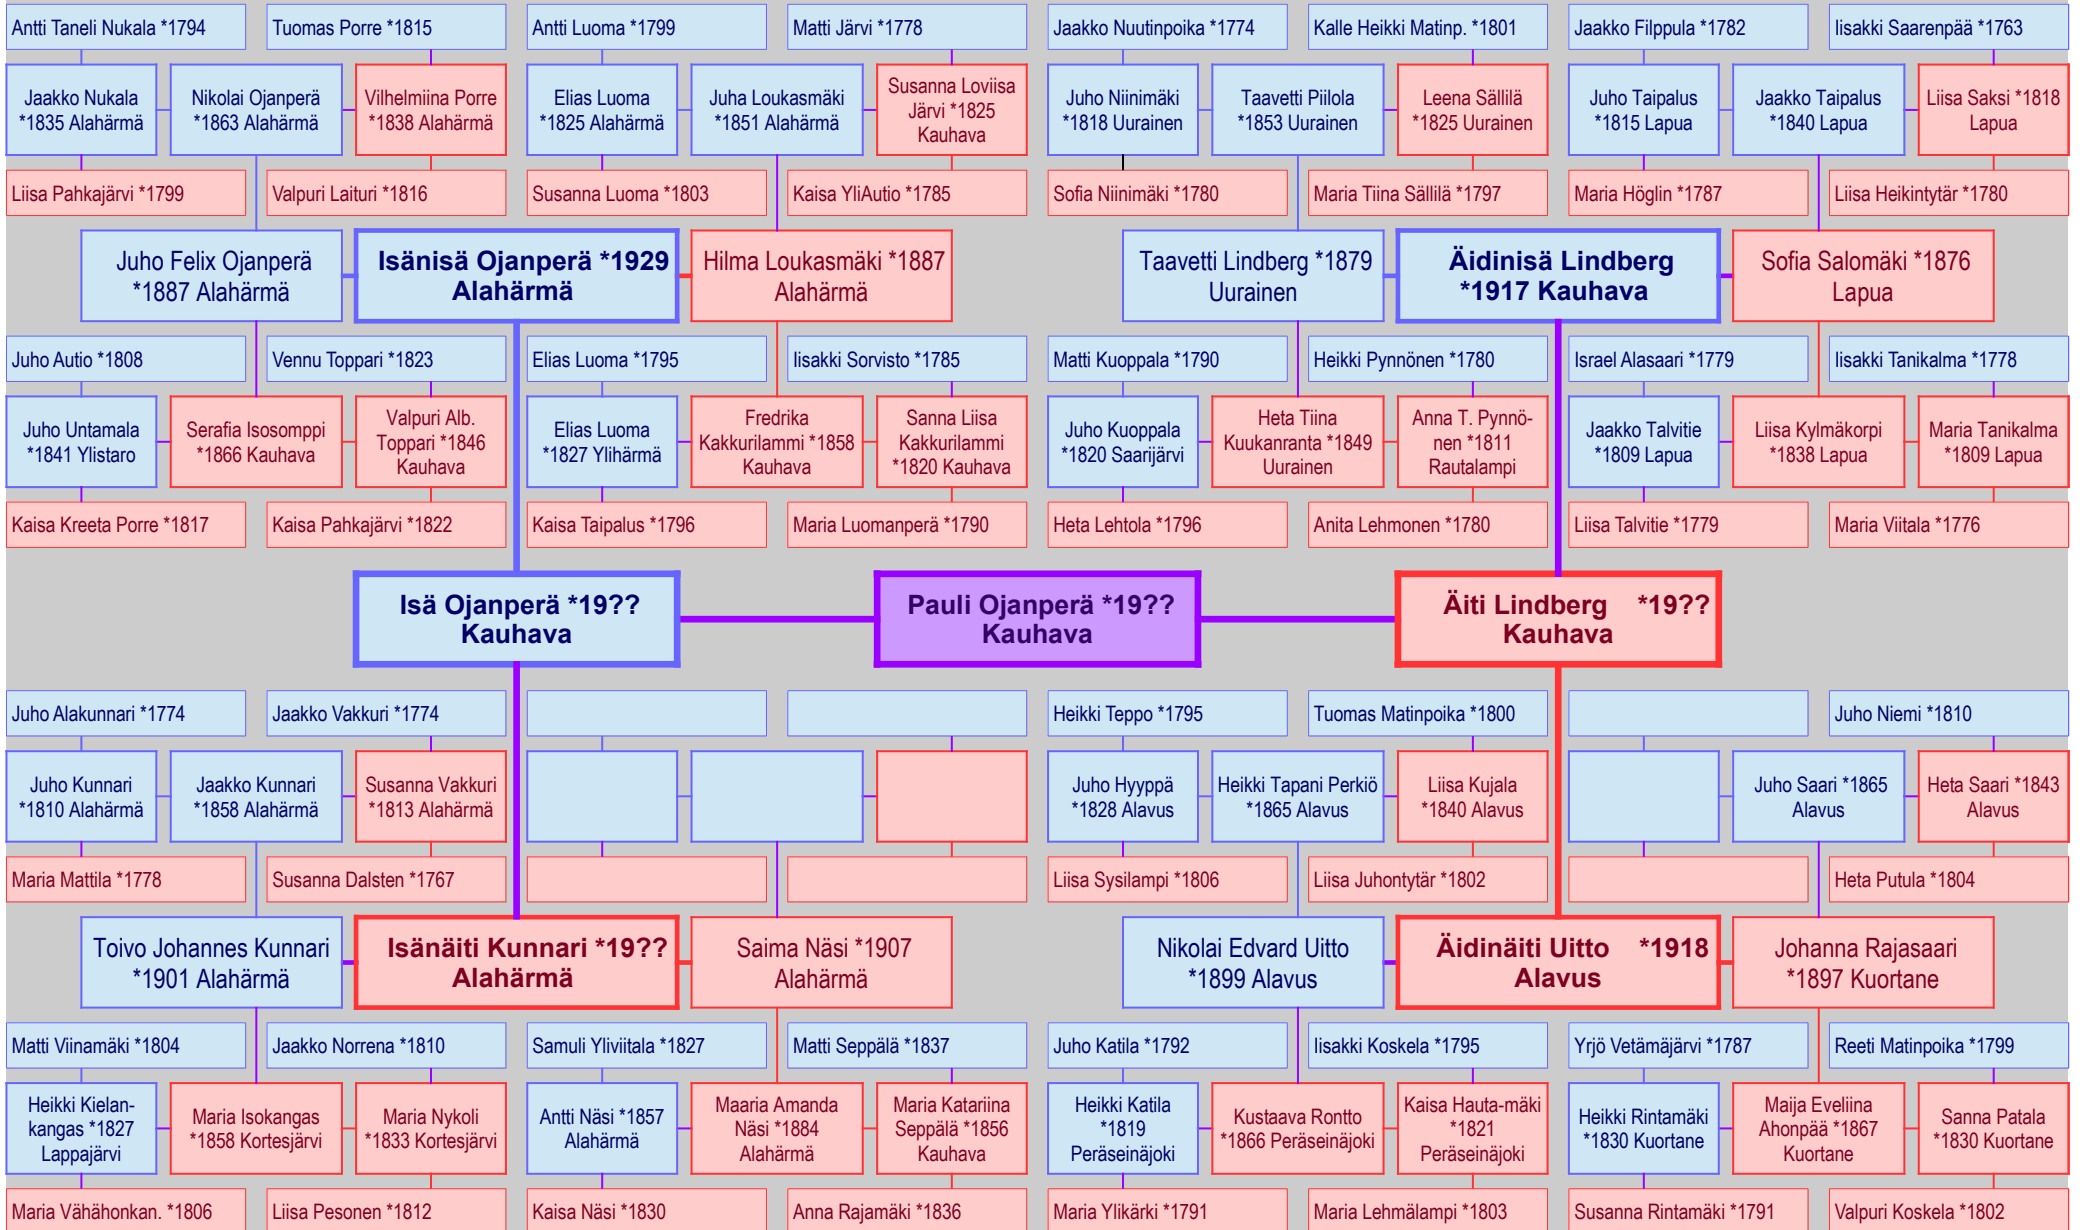 Antti Taneli Nukala *1794
Tuomas Porre *1815
Antti Luoma *1799
Matti Järvi *1778
Jaakko Nuutinpoika *1774
Kalle Heikki Matinp. *1801
Jaakko Filppula *1782
Iisakki Saarenpää *1763
Jaakko Nukala
*1835 Alahärmä
Nikolai Ojanperä
*1863 Alahärmä
Vilhelmiina Porre
*1838 Alahärmä
Elias Luoma
*1825 Alahärmä
Juha Loukasmäki
*1851 Alahärmä
Susanna Loviisa
Järvi *1825
Kauhava
Juho Niinimäki
*1818 Uurainen
Taavetti Piilola
*1853 Uurainen
Leena Sällilä
*1825 Uurainen
Juho Taipalus
*1815 Lapua
Jaakko Taipalus
*1840 Lapua
Liisa Saksi *1818
Lapua
Liisa Pahkajärvi *1799
Valpuri Laituri *1816
Susanna Luoma *1803
Kaisa YliAutio *1785
Sofia Niinimäki *1780
Maria Tiina Sällilä *1797
Maria Höglin *1787
Liisa Heikintytär *1780
Juho Felix Ojanperä
*1887 Alahärmä
Isänisä Ojanperä *1929
Alahärmä
Hilma Loukasmäki *1887
Alahärmä
Taavetti Lindberg *1879
Uurainen
Äidinisä Lindberg
*1917 Kauhava
Sofia Salomäki *1876
Lapua
Juho Autio *1808
Vennu Toppari *1823
Elias Luoma *1795
Iisakki Sorvisto *1785
Matti Kuoppala *1790
Heikki Pynnönen *1780
Israel Alasaari *1779
Iisakki Tanikalma *1778
Juho Untamala
*1841 Ylistaro
Serafia Isosomppi
*1866 Kauhava
Valpuri Alb.
Toppari *1846
Kauhava
Elias Luoma
*1827 Ylihärmä
Fredrika
Kakkurilammi *1858
Kauhava
Sanna Liisa
Kakkurilammi
*1820 Kauhava
Juho Kuoppala
*1820 Saarijärvi
Heta Tiina
Kuukanranta *1849
Uurainen
Anna T. Pynnö-
nen *1811
Rautalampi
Jaakko Talvitie
*1809 Lapua
Liisa Kylmäkorpi
*1838 Lapua
Maria Tanikalma
*1809 Lapua
Kaisa Kreeta Porre *1817
Kaisa Pahkajärvi *1822
Kaisa Taipalus *1796
Maria Luomanperä *1790
Heta Lehtola *1796
Anita Lehmonen *1780
Liisa Talvitie *1779
Maria Viitala *1776
Isä Ojanperä *19??
Kauhava
Pauli Ojanperä *19??
Kauhava
Äiti Lindberg *19??
Kauhava
Juho Alakunnari *1774
Jaakko Vakkuri *1774
Heikki Teppo *1795
Tuomas Matinpoika *1800
Juho Niemi *1810
Juho Kunnari
*1810 Alahärmä
Jaakko Kunnari
*1858 Alahärmä
Susanna Vakkuri
*1813 Alahärmä
Juho Hyyppä
*1828 Alavus
Heikki Tapani Perkiö
*1865 Alavus
Liisa Kujala
*1840 Alavus
Juho Saari *1865
Alavus
Heta Saari *1843
Alavus
Maria Mattila *1778
Susanna Dalsten *1767
Liisa Sysilampi *1806
Liisa Juhontytär *1802
Heta Putula *1804
Toivo Johannes Kunnari
*1901 Alahärmä
Isänäiti Kunnari *19??
Alahärmä
Saima Näsi *1907
Alahärmä
Nikolai Edvard Uitto
*1899 Alavus
Äidinäiti Uitto *1918
Alavus
Johanna Rajasaari
*1897 Kuortane
Matti Viinamäki *1804
Jaakko Norrena *1810
Samuli Yliviitala *1827
Matti Seppälä *1837
Juho Katila *1792
Iisakki Koskela *1795
Yrjö Vetämäjärvi *1787
Reeti Matinpoika *1799
Heikki Kielan-
kangas *1827
Lappajärvi
Maria Isokangas
*1858 Kortesjärvi
Maria Nykoli
*1833 Kortesjärvi
Antti Näsi *1857
Alahärmä
Maaria Amanda
Näsi *1884
Alahärmä
Maria Katariina
Seppälä *1856
Kauhava
Heikki Katila
*1819
Peräseinäjoki
Kustaava Rontto
*1866 Peräseinäjoki
Kaisa Hauta-mäki
*1821
Peräseinäjoki
Heikki Rintamäki
*1830 Kuortane
Maija Eveliina
Ahonpää *1867
Kuortane
Sanna Patala
*1830 Kuortane
Maria Vähähonkan. *1806
Liisa Pesonen *1812
Kaisa Näsi *1830
Anna Rajamäki *1836
Maria Ylikärki *1791
Maria Lehmälampi *1803
Susanna Rintamäki *1791
Valpuri Koskela *1802